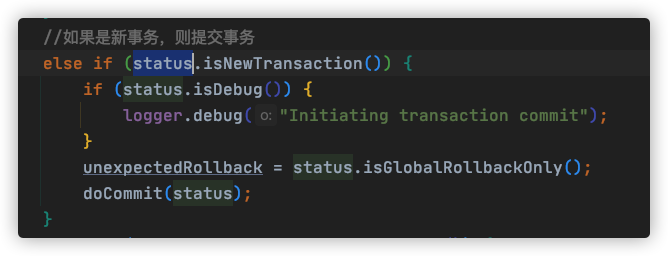 //如果是新事务，则提交事务
else if (status.isNewTransaction()) {
if (status.isDebug()) {
logger.debug( o: "Initiating transaction commit");
}
unexpectedRollback = status.isGlobalRollbackOnly();
doCommit(status);
}